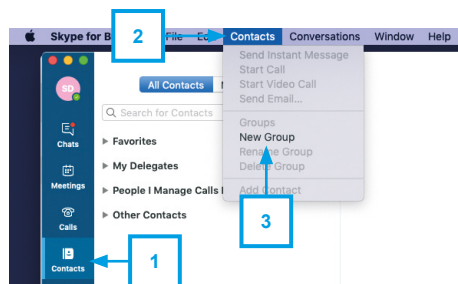 Skype for B
2
File
Contacts
Conversations
Window
Help
SD
Chats
Meetings
Calls
Contacts
All Contacts
Search for Contacts
Favorites
My Delegates
People I Manage Calls
Other Contacts
Send Instant Message
Start Call
Start Video Call
Send Email...
Groups
New Group
Rename Group
Delete Group
Add Contact
3
1